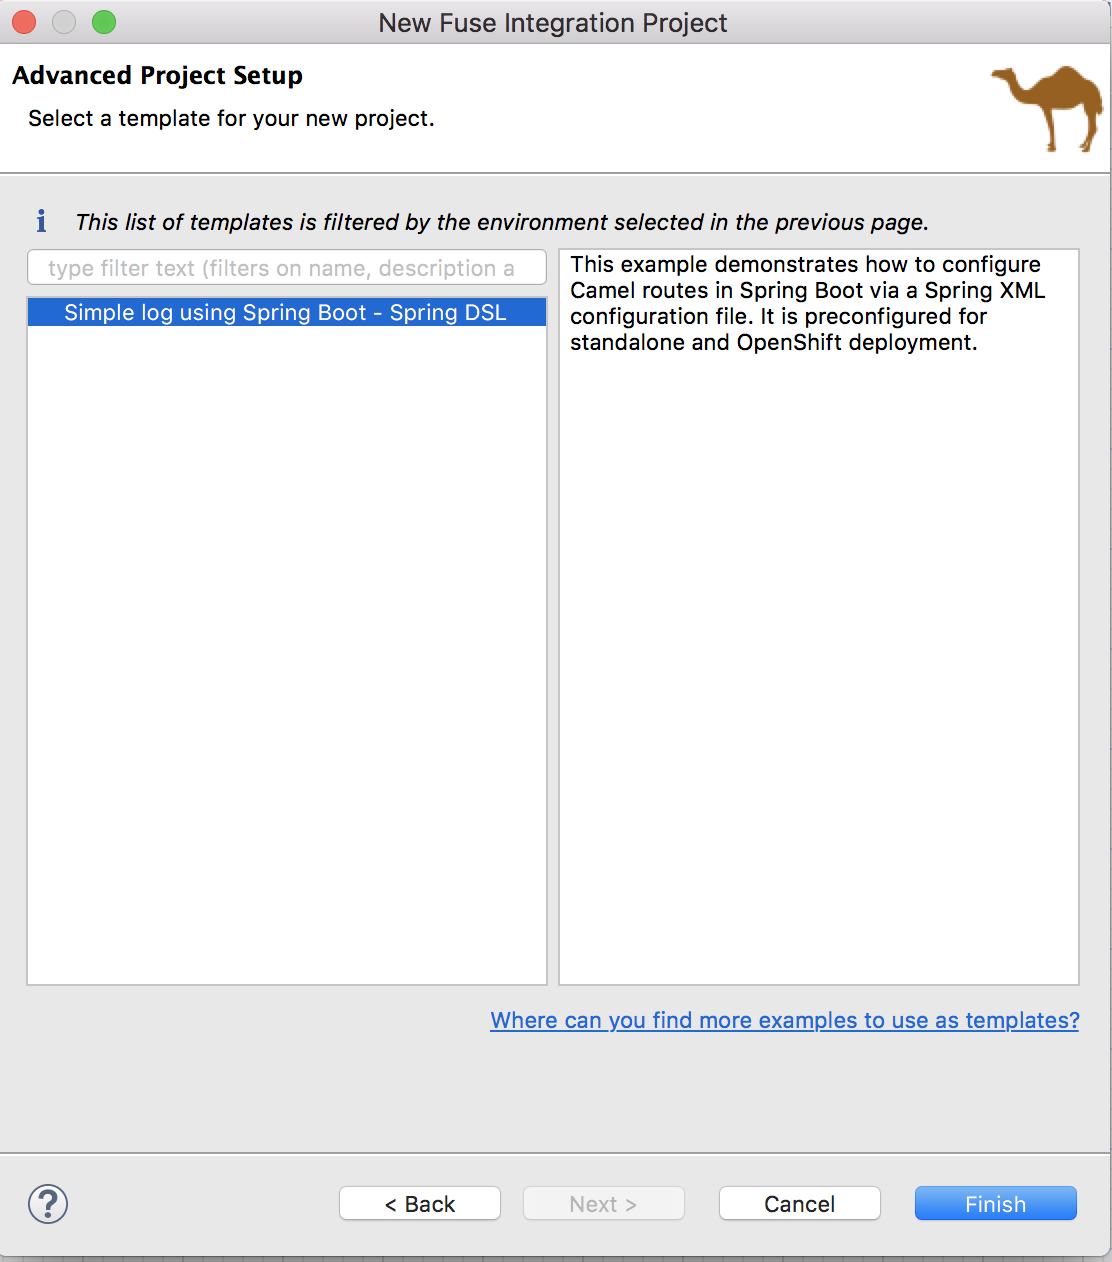 New Fuse Integration Project
Advanced Project Setup
Select a template for your new project.
i
This list of templates is filtered by the environment selected in the previous page.
type filter text (filters on name, description a
Simple log using Spring Boot - Spring DSL
This example demonstrates how to configure
Camel routes in Spring Boot via a Spring XML
configuration file. It is preconfigured for
standalone and OpenShift deployment.
Where can you find more examples to use as templates?
?
< Back
Next >
Cancel
Finish